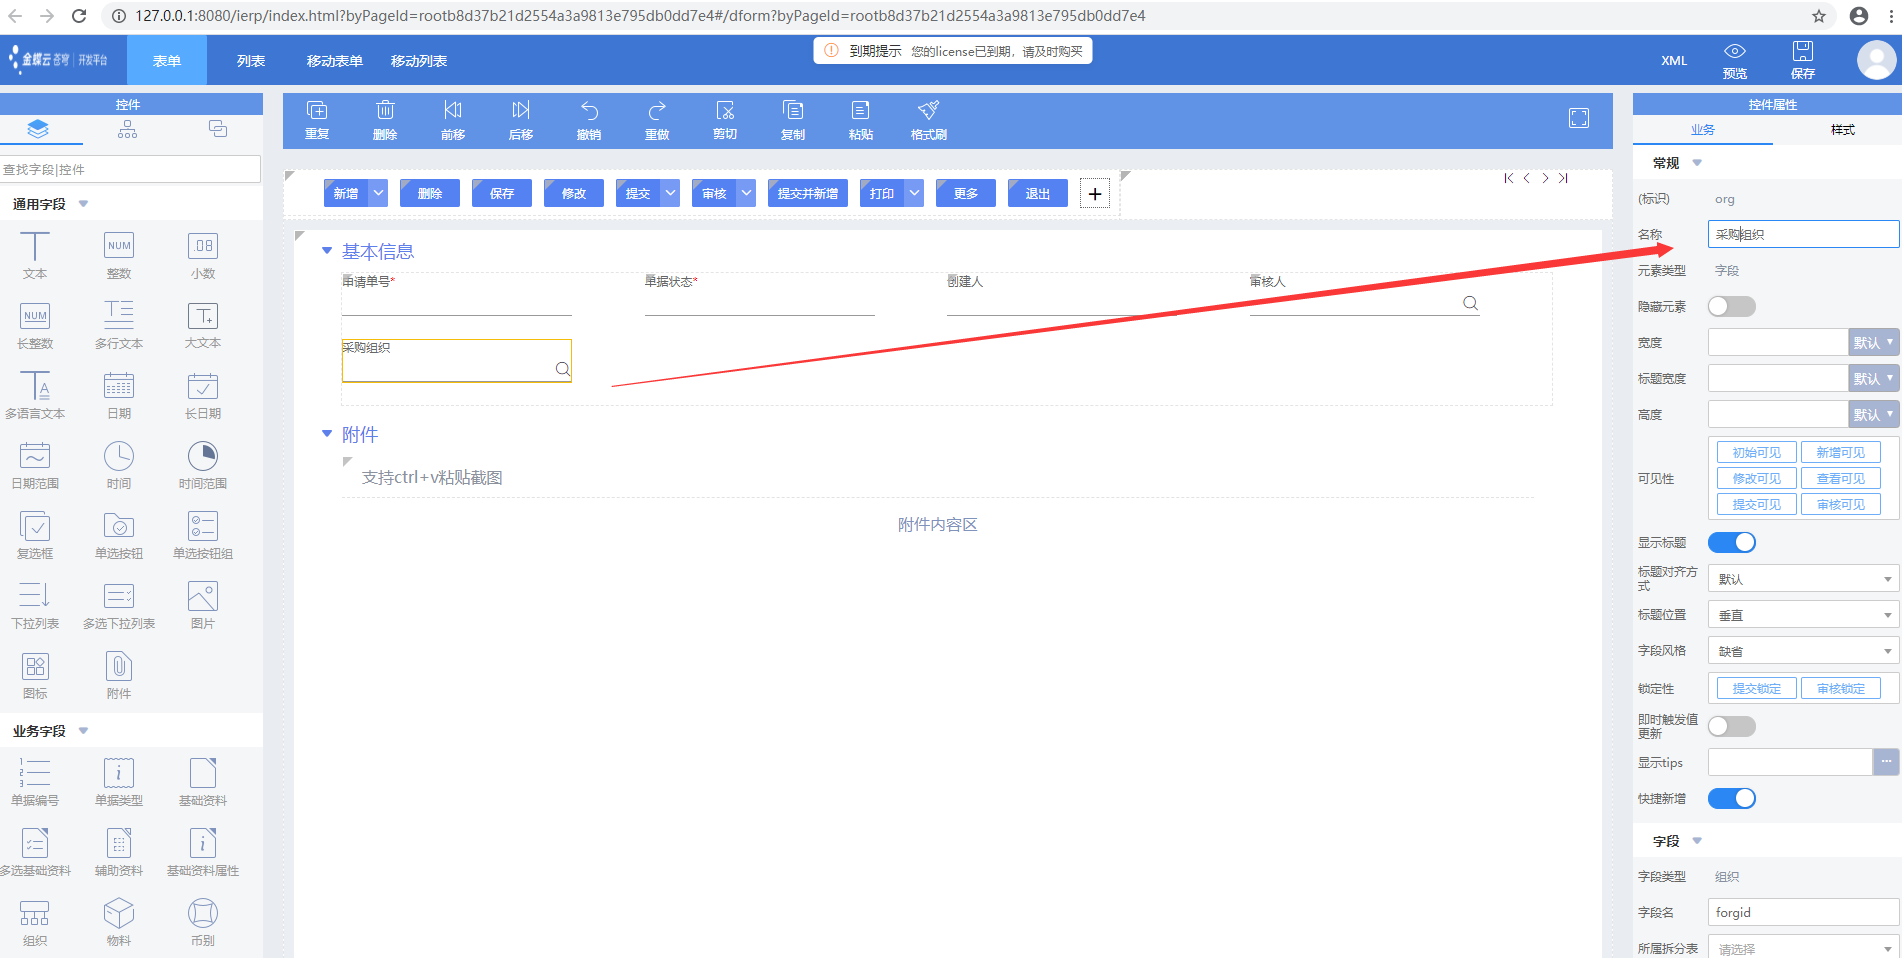 127.0.0.1:8080/ierp/index.html?byPageId=rootb8d37b21d2554a3a9813e795db0dd7e4#/dform?byPageId=rootb8d37b21d2554a3a9813e795db0dd7e4
金蝶云 苍穹 | 开发平台
表单 列表 移动表单 移动列表
到期提示 您的license已到期，请及时购买
XML 预览 保存
控件
查找字段|控件
通用字段
文本 整数 小数
NUM .08
长整数 多行文本 大文本
NUM
多语言文本 日期 长日期
日期范围 时间 时间范围
复选框 单选按钮 单选按钮组
下拉列表 多选下拉列表 图片
图标 附件
业务字段
单据编号 单据类型 基础资料
多选基础资料 辅助资料 基础资料属性
组织 物料 币别
重复 删除 前移 后移 撤销 重做 剪切 复制 粘贴 格式刷
新增 删除 保存 修改 提交 审核 提交并新增 打印 更多 退出 +
基本信息
申请单号* 单据状态* 创建人 审核人
采购组织
附件
支持ctrl+v粘贴截图
附件内容区
控件属性
业务 样式
常规
(标识) org
名称 采购组织
元素类型 字段
隐藏元素
宽度 默认
标题宽度 默认
高度 默认
可见性
初始可见 新增可见
修改可见 查看可见
提交可见 审核可见
显示标题
标题对齐方式 默认
标题位置 垂直
字段风格 缺省
锁定性 提交锁定 审核锁定
即时触发值更新
显示tips ...
快捷新增
字段
字段类型 组织
字段名 forgid
所属拆分表 请选择